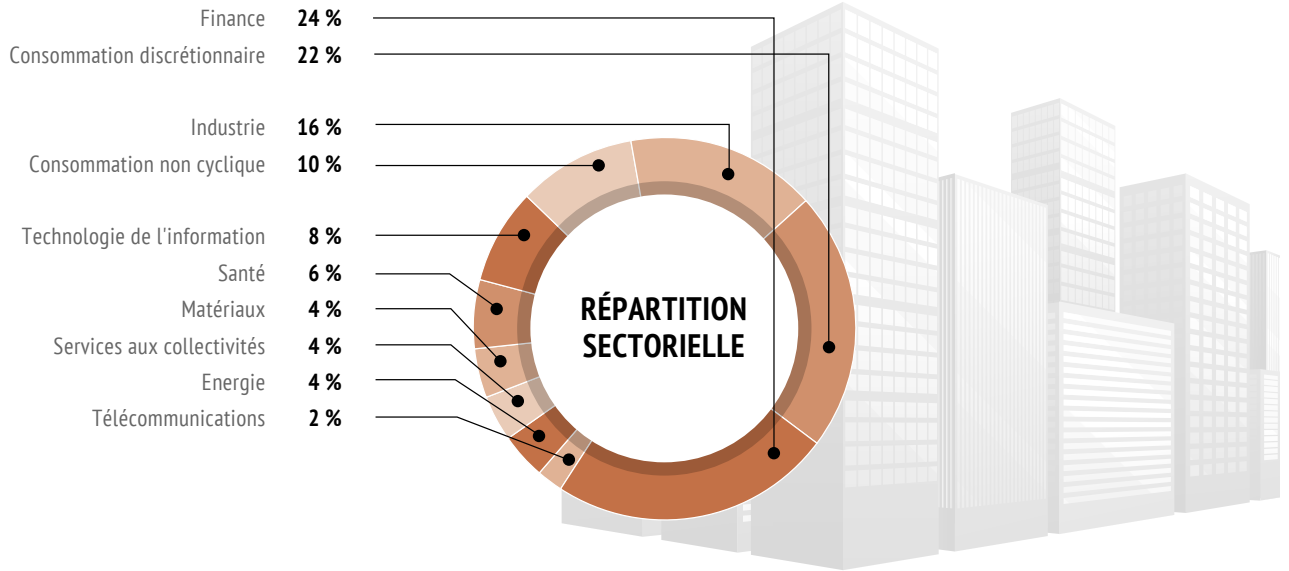 Finance 24 %
Consommation discrétionnaire 22 %
Industrie 16 %
Consommation non cyclique 10 %
Technologie de l'information 8 %
Santé 6 %
Matériaux 4 %
Services aux collectivités 4 %
Energie 4 %
Télécommunications 2 %
RÉPARTITION
SECTORIELLE